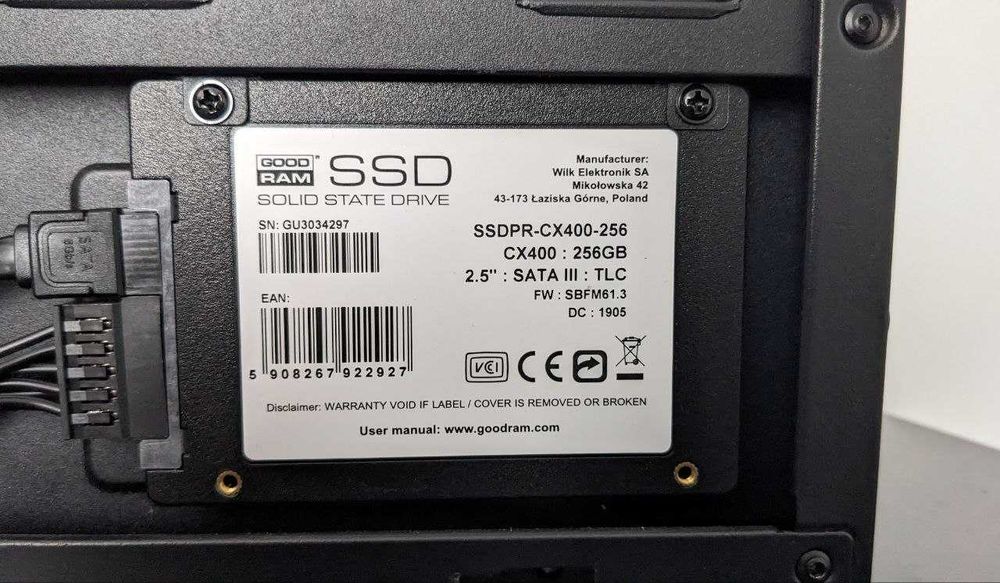 GOOD RAM SSD
SOLID STATE DRIVE
SN: GU3034297
EAN:
5 908267 922927
Manufacturer:
Wilk Elektronik SA
Mikołowska 42
43-173 Łaziska Górne, Poland
SSDPR-CX400-256
CX400 : 256GB
2.5" : SATA III : TLC
FW : SBFM61.3
DC : 1905
VCI CE
Disclaimer: WARRANTY VOID IF LABEL / COVER IS REMOVED OR BROKEN
User manual: www.goodram.com
SATA
6Gb/s